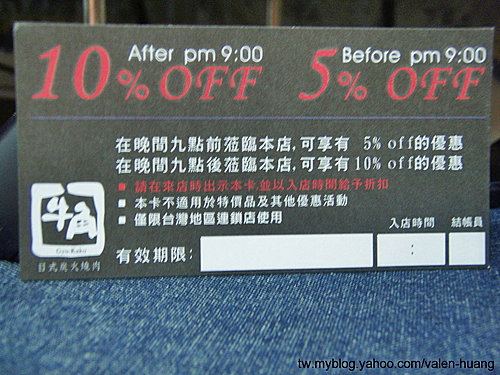 10% OFF After pm 9:00
5% OFF Before pm 9:00
在晚間九點前蒞臨本店,可享有 5% off的優惠
在晚間九點後蒞臨本店,可享有10% off的優惠
■ 請在來店時出示本卡,並以入店時間給予折扣
■ 本卡不適用於特價品及其他優惠活動
■ 僅限台灣地區連鎖店使用
牛角
Gyu-Kaku
日式炭火燒肉
有效期限:
入店時間
:
結帳員
tw.myblog.yahoo.com/valen-huang